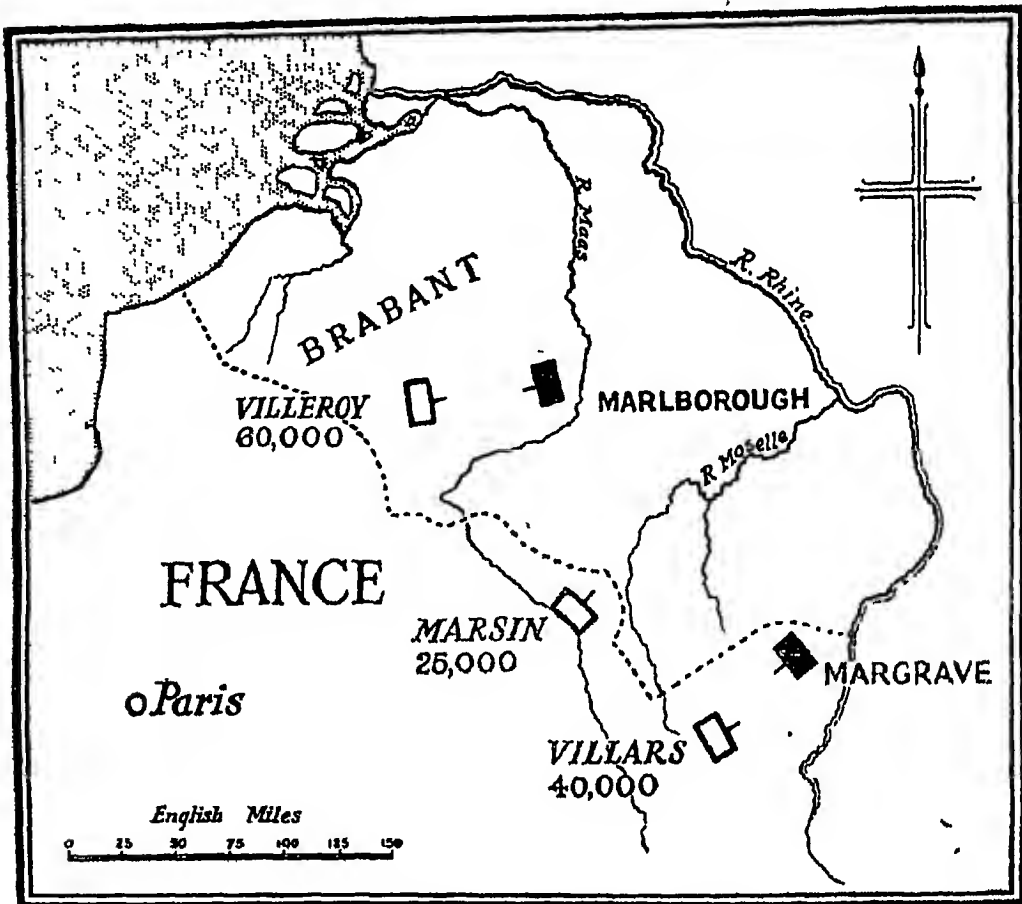 R. Maas
R. Rhine
BRABANT
VILLEROY
60,000
MARLBOROUGH
R Moselle
FRANCE
MARSIN
25,000
MARGRAVE
Paris
VILLARS
40,000
English Miles
0 25 50 75 100 125 150